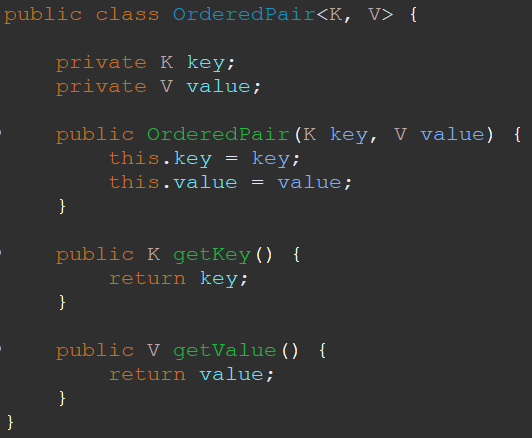 public class OrderedPair<K, V> {
private K key;
private V value;
public OrderedPair(K key, V value) {
this.key = key;
this.value = value;
}
public K getKey() {
return key;
}
public V getValue() {
return value;
}
}